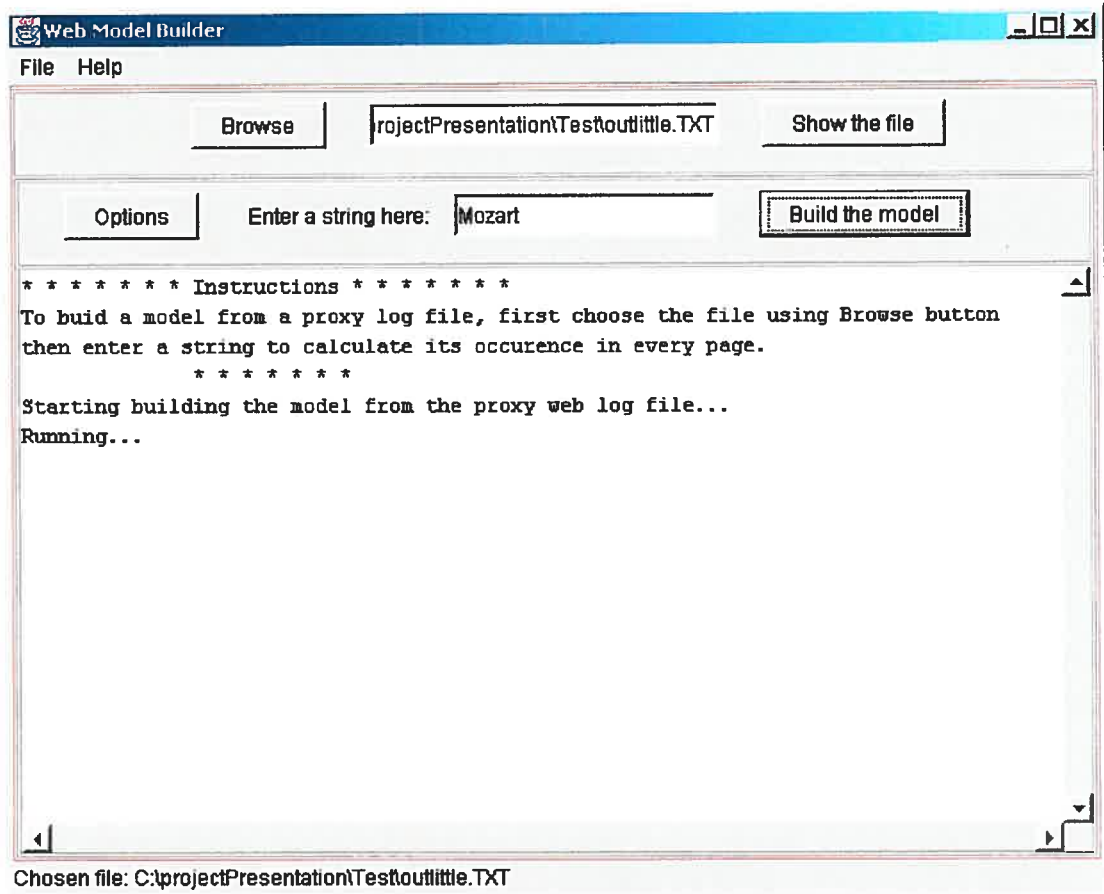 Web Model Builder
File Help
Browse rojectPresentation\Test\outlittle.TXT Show the file
Options Enter a string here: Mozart Build the model
* * * * * * * Instructions * * * * * * *
To buid a model from a proxy log file, first choose the file using Browse button
then enter a string to calculate its occurence in every page.
* * * * * * *
Starting building the model from the proxy web log file...
Running...
Chosen file: C:\projectPresentation\Test\outlittle.TXT